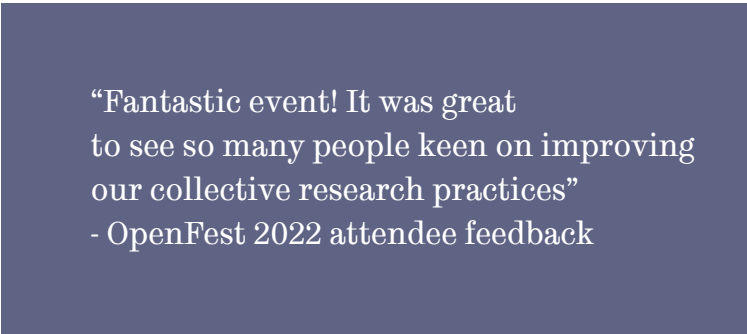 “Fantastic event! It was great
to see so many people keen on improving
our collective research practices”
- OpenFest 2022 attendee feedback